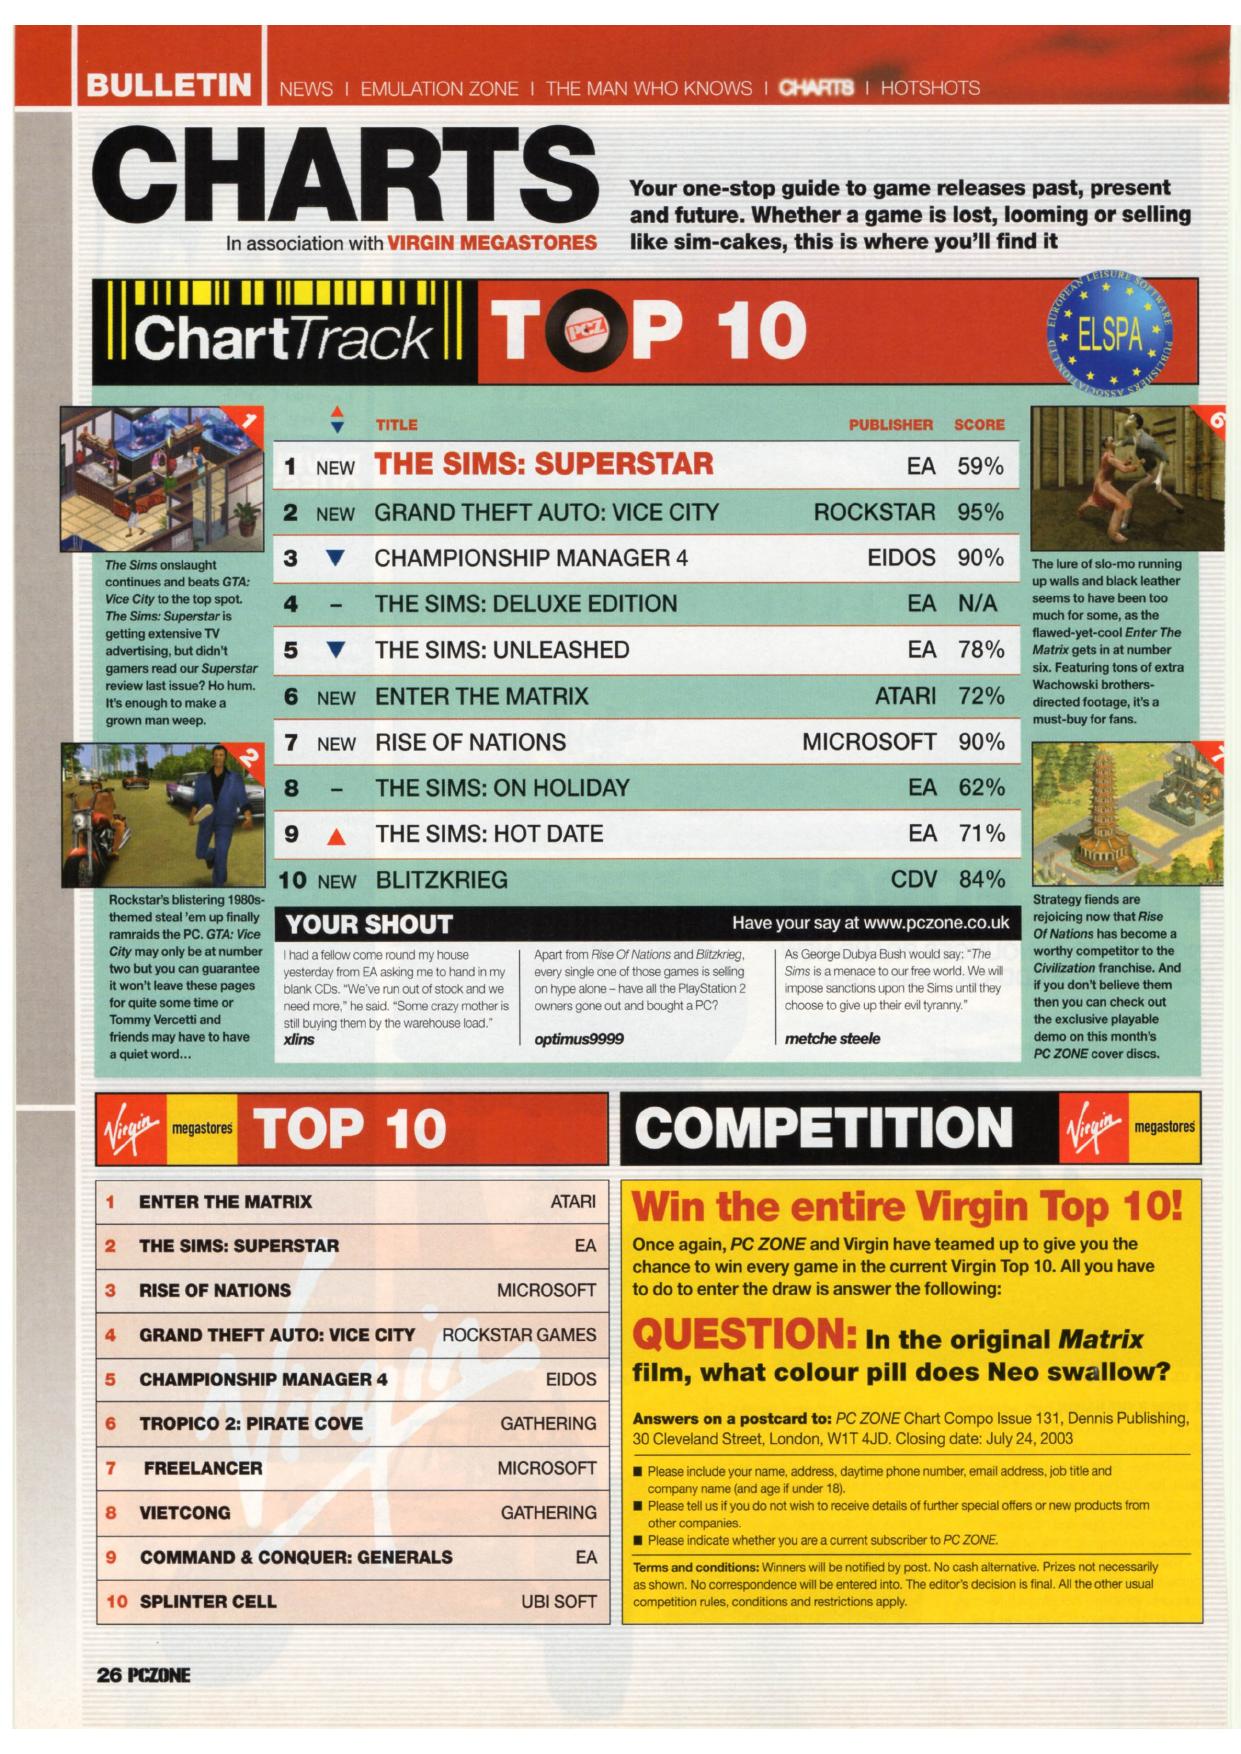 BULLETIN
NEWS | EMULATION ZONE | THE MAN WHO KNOWS | CHARTS | HOTSHOTS
CHARTS
In association with VIRGIN MEGASTORES
Your one-stop guide to game releases past, present
and future. Whether a game is lost, looming or selling
like sim-cakes, this is where you'll find it
ChartTrack TOP 10
PCZ
EUROPEAN LEISURE SOFTWARE PUBLISHERS ASSOCIATION LTD
ELSPA
1
The Sims onslaught
continues and beats GTA:
Vice City to the top spot.
The Sims: Superstar is
getting extensive TV
advertising, but didn't
gamers read our Superstar
review last issue? Ho hum.
It's enough to make a
grown man weep.
2
Rockstar's blistering 1980s-
themed steal 'em up finally
ramraids the PC. GTA: Vice
City may only be at number
two but you can guarantee
it won't leave these pages
for quite some time or
Tommy Vercetti and
friends may have to have
a quiet word...
▲▼ TITLE PUBLISHER SCORE
1 NEW THE SIMS: SUPERSTAR EA 59%
2 NEW GRAND THEFT AUTO: VICE CITY ROCKSTAR 95%
3 ▼ CHAMPIONSHIP MANAGER 4 EIDOS 90%
4 – THE SIMS: DELUXE EDITION EA N/A
5 ▼ THE SIMS: UNLEASHED EA 78%
6 NEW ENTER THE MATRIX ATARI 72%
7 NEW RISE OF NATIONS MICROSOFT 90%
8 – THE SIMS: ON HOLIDAY EA 62%
9 ▲ THE SIMS: HOT DATE EA 71%
10 NEW BLITZKRIEG CDV 84%
6
The lure of slo-mo running
up walls and black leather
seems to have been too
much for some, as the
flawed-yet-cool Enter The
Matrix gets in at number
six. Featuring tons of extra
Wachowski brothers-
directed footage, it's a
must-buy for fans.
7
Strategy fiends are
rejoicing now that Rise
Of Nations has become a
worthy competitor to the
Civilization franchise. And
if you don't believe them
then you can check out
the exclusive playable
demo on this month's
PC ZONE cover discs.
YOUR SHOUT Have your say at www.pczone.co.uk
I had a fellow come round my house
yesterday from EA asking me to hand in my
blank CDs. "We've run out of stock and we
need more," he said. "Some crazy mother is
still buying them by the warehouse load."
xlins
Apart from Rise Of Nations and Blitzkrieg,
every single one of those games is selling
on hype alone – have all the PlayStation 2
owners gone out and bought a PC?
optimus9999
As George Dubya Bush would say: "The
Sims is a menace to our free world. We will
impose sanctions upon the Sims until they
choose to give up their evil tyranny."
metche steele
Virgin megastores TOP 10
1 ENTER THE MATRIX ATARI
2 THE SIMS: SUPERSTAR EA
3 RISE OF NATIONS MICROSOFT
4 GRAND THEFT AUTO: VICE CITY ROCKSTAR GAMES
5 CHAMPIONSHIP MANAGER 4 EIDOS
6 TROPICO 2: PIRATE COVE GATHERING
7 FREELANCER MICROSOFT
8 VIETCONG GATHERING
9 COMMAND & CONQUER: GENERALS EA
10 SPLINTER CELL UBI SOFT
Virgin
COMPETITION Virgin megastores
Win the entire Virgin Top 10!
Once again, PC ZONE and Virgin have teamed up to give you the
chance to win every game in the current Virgin Top 10. All you have
to do to enter the draw is answer the following:
QUESTION: In the original Matrix
film, what colour pill does Neo swallow?
Answers on a postcard to: PC ZONE Chart Compo Issue 131, Dennis Publishing,
30 Cleveland Street, London, W1T 4JD. Closing date: July 24, 2003
■ Please include your name, address, daytime phone number, email address, job title and
company name (and age if under 18).
■ Please tell us if you do not wish to receive details of further special offers or new products from
other companies.
■ Please indicate whether you are a current subscriber to PC ZONE.
Terms and conditions: Winners will be notified by post. No cash alternative. Prizes not necessarily
as shown. No correspondence will be entered into. The editor's decision is final. All the other usual
competition rules, conditions and restrictions apply.
26 PCZONE